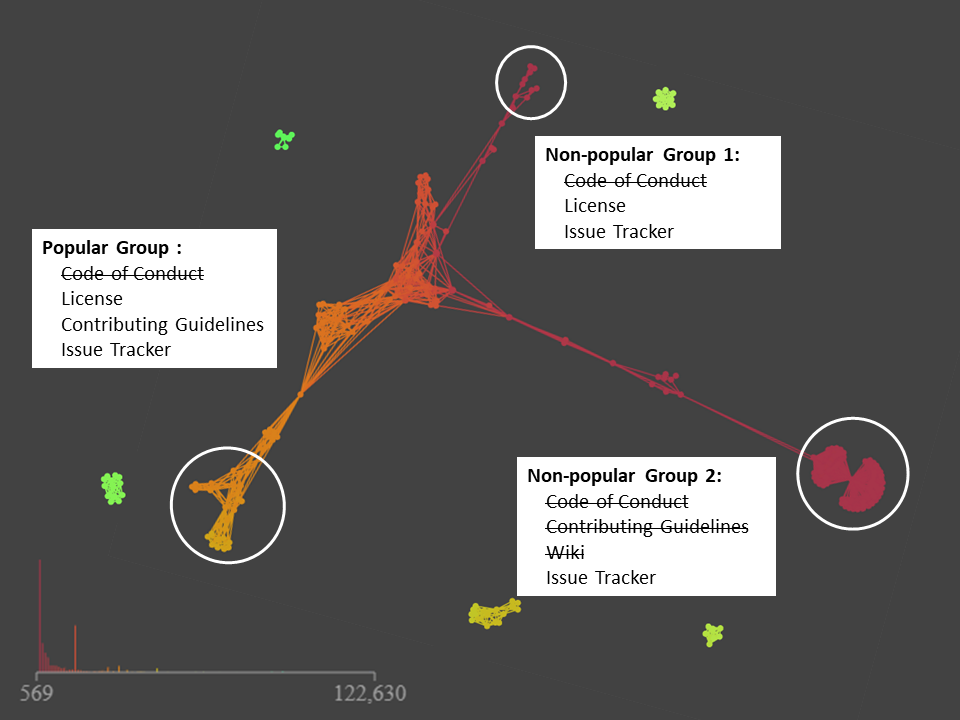 Non-popular Group 1:
Code of Conduct
License
Issue Tracker
Popular Group :
Code of Conduct
License
Contributing Guidelines
Issue Tracker
Non-popular Group 2:
Code of Conduct
Contributing Guidelines
Wiki
Issue Tracker
569
122,630